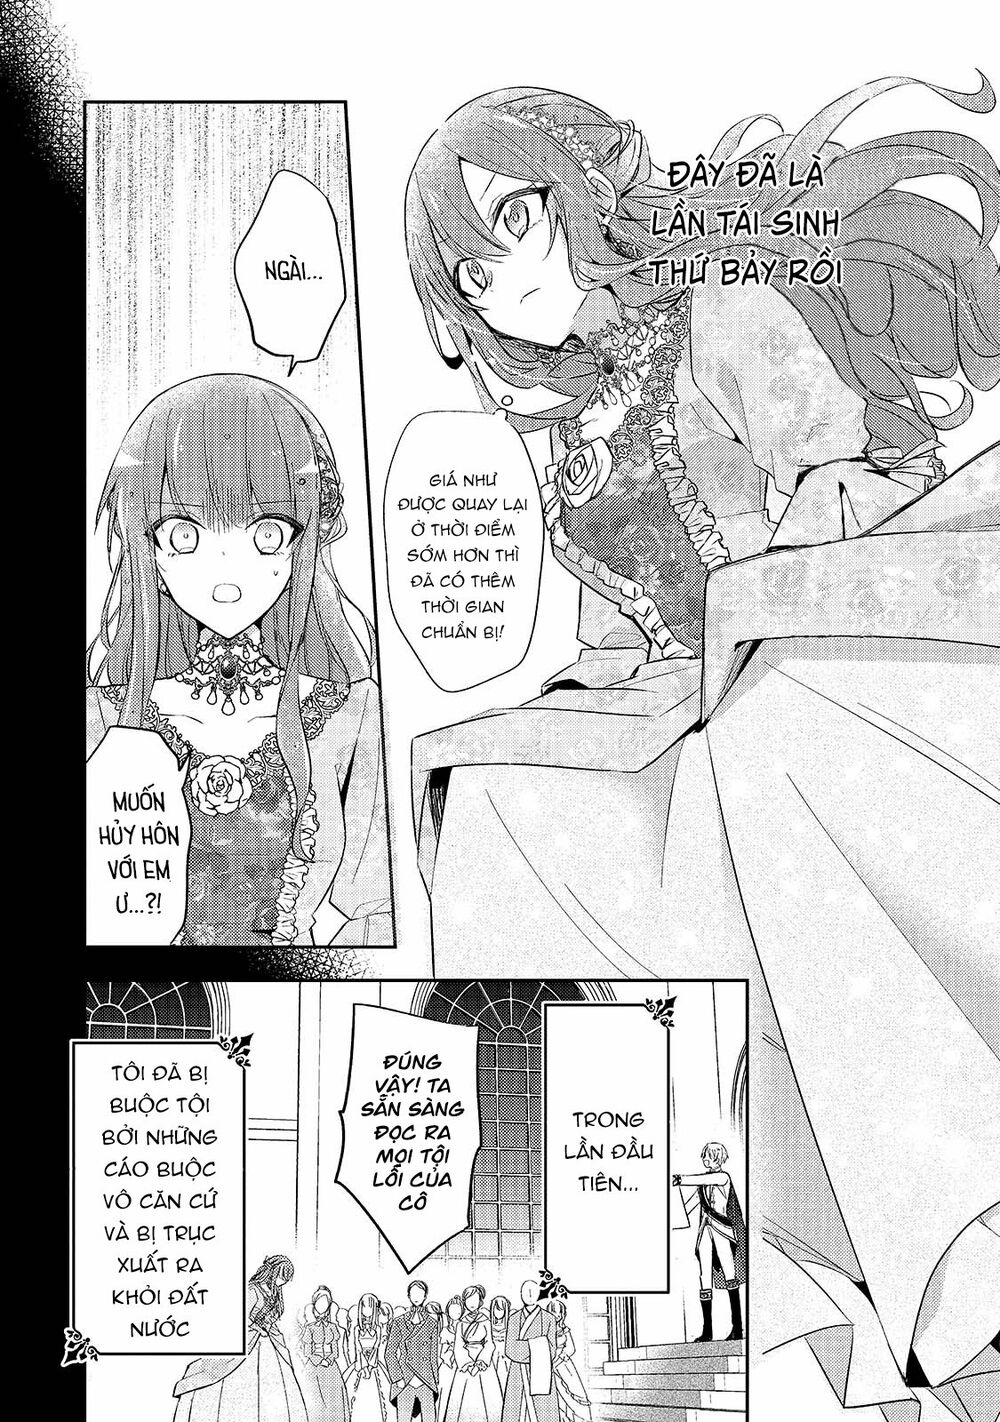 ĐÂY ĐÃ LÀ
LẦN TÁI SINH
THỨ BẢY RỒI
GIÁ NHƯ
ĐƯỢC QUAY LẠI
Ở THỜI ĐIỂM
SỚM HƠN THÌ
ĐÃ CÓ THÊM
THỜI GIAN
CHUẨN BỊ!
NGÀI...
MUỐN
HỦY HÔN
VỚI EM
Ư...?!
TRONG
LẦN ĐẦU
TIÊN...
ĐÚNG
VẬY! TA
SẴN SÀNG
ĐỌC RA
MỌI TỘI
LỖI CỦA
CÔ
TÔI ĐÃ BỊ
BUỘC TỘI
BỞI NHỮNG
CÁO BUỘC
VÔ CĂN CỨ
VÀ BỊ TRỤC
XUẤT RA
KHỎI ĐẤT
NƯỚC